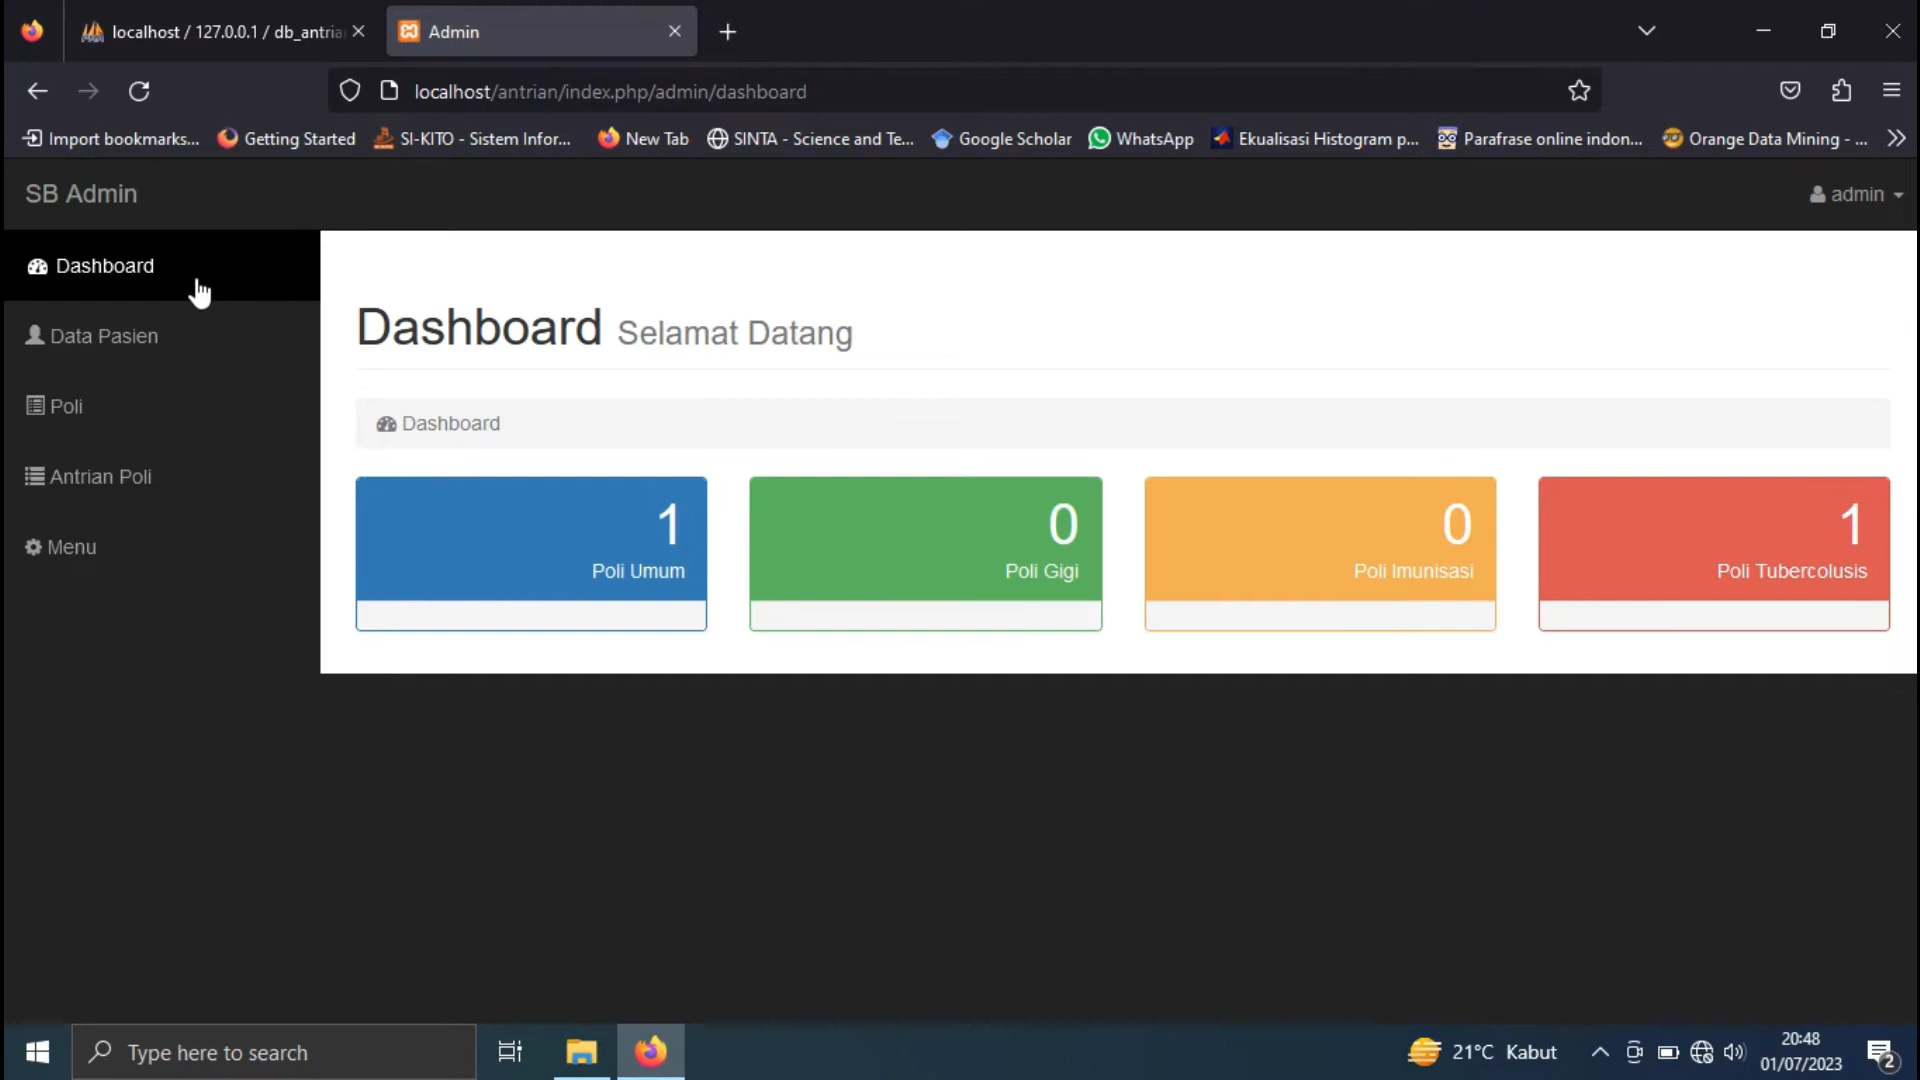 localhost / 127.0.0.1 / db_antria
Admin
localhost/antrian/index.php/admin/dashboard
Import bookmarks...
Getting Started
SI-KITO - Sistem Infor...
New Tab
SINTA - Science and Te...
Google Scholar
WhatsApp
Ekualisasi Histogram p...
Parafrase online indon...
Orange Data Mining - ...
SB Admin
admin
Dashboard
Data Pasien
Poli
Antrian Poli
Menu
Dashboard Selamat Datang
Dashboard
1
Poli Umum
0
Poli Gigi
0
Poli Imunisasi
1
Poli Tubercolusis
Type here to search
21°C Kabut
20:48
01/07/2023
2